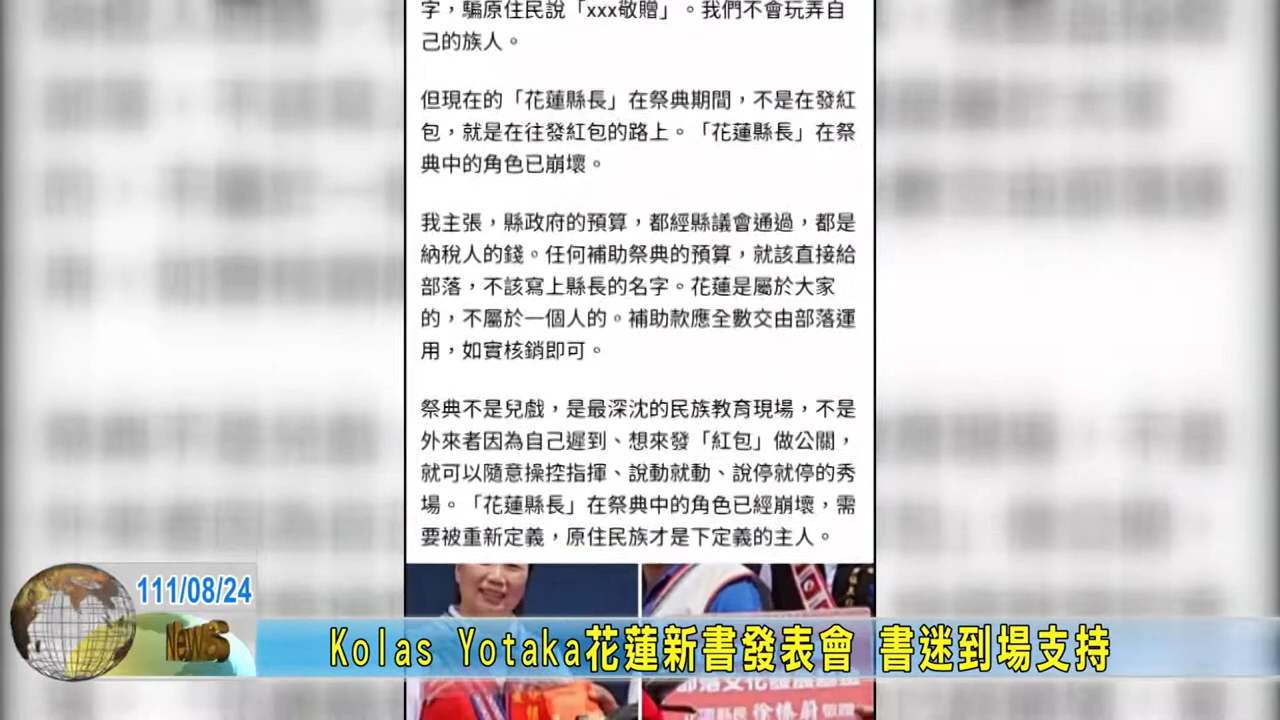 字，騙原住民說「xxx敬贈」。我們不會玩弄自
己的族人。
但現在的「花蓮縣長」在祭典期間，不是在發紅
包，就是在往發紅包的路上。「花蓮縣長」在祭
典中的角色已崩壞。
我主張，縣政府的預算，都經縣議會通過，都是
納稅人的錢。任何補助祭典的預算，就該直接給
部落，不該寫上縣長的名字。花蓮是屬於大家
的，不屬於一個人的。補助款應全數交由部落運
用，如實核銷即可。
祭典不是兒戲，是最深沈的民族教育現場，不是
外來者因為自己遲到、想來發「紅包」做公關，
就可以隨意操控指揮、說動就動、說停就停的秀
場。「花蓮縣長」在祭典中的角色已經崩壞，需
要被重新定義，原住民族才是下定義的主人。
111/08/24
NEWS
Kolas Yotaka花蓮新書發表會 書迷到場支持
花蓮縣長 徐榛蔚 敬贈